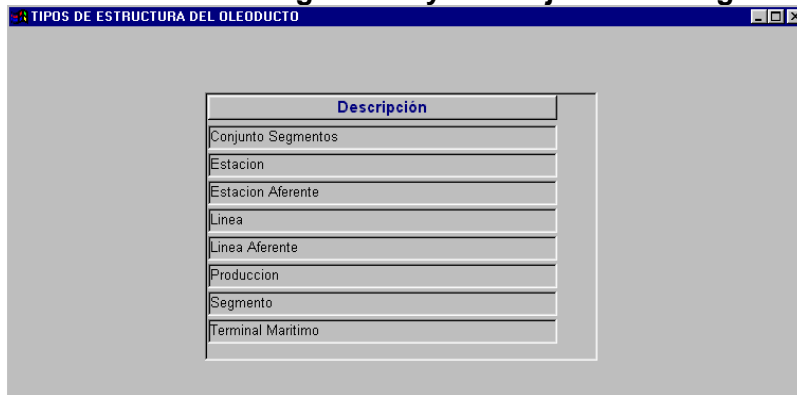 TIPOS DE ESTRUCTURA DEL OLEODUCTO
Descripción
Conjunto Segmentos
Estacion
Estacion Aferente
Linea
Linea Aferente
Produccion
Segmento
Terminal Maritimo